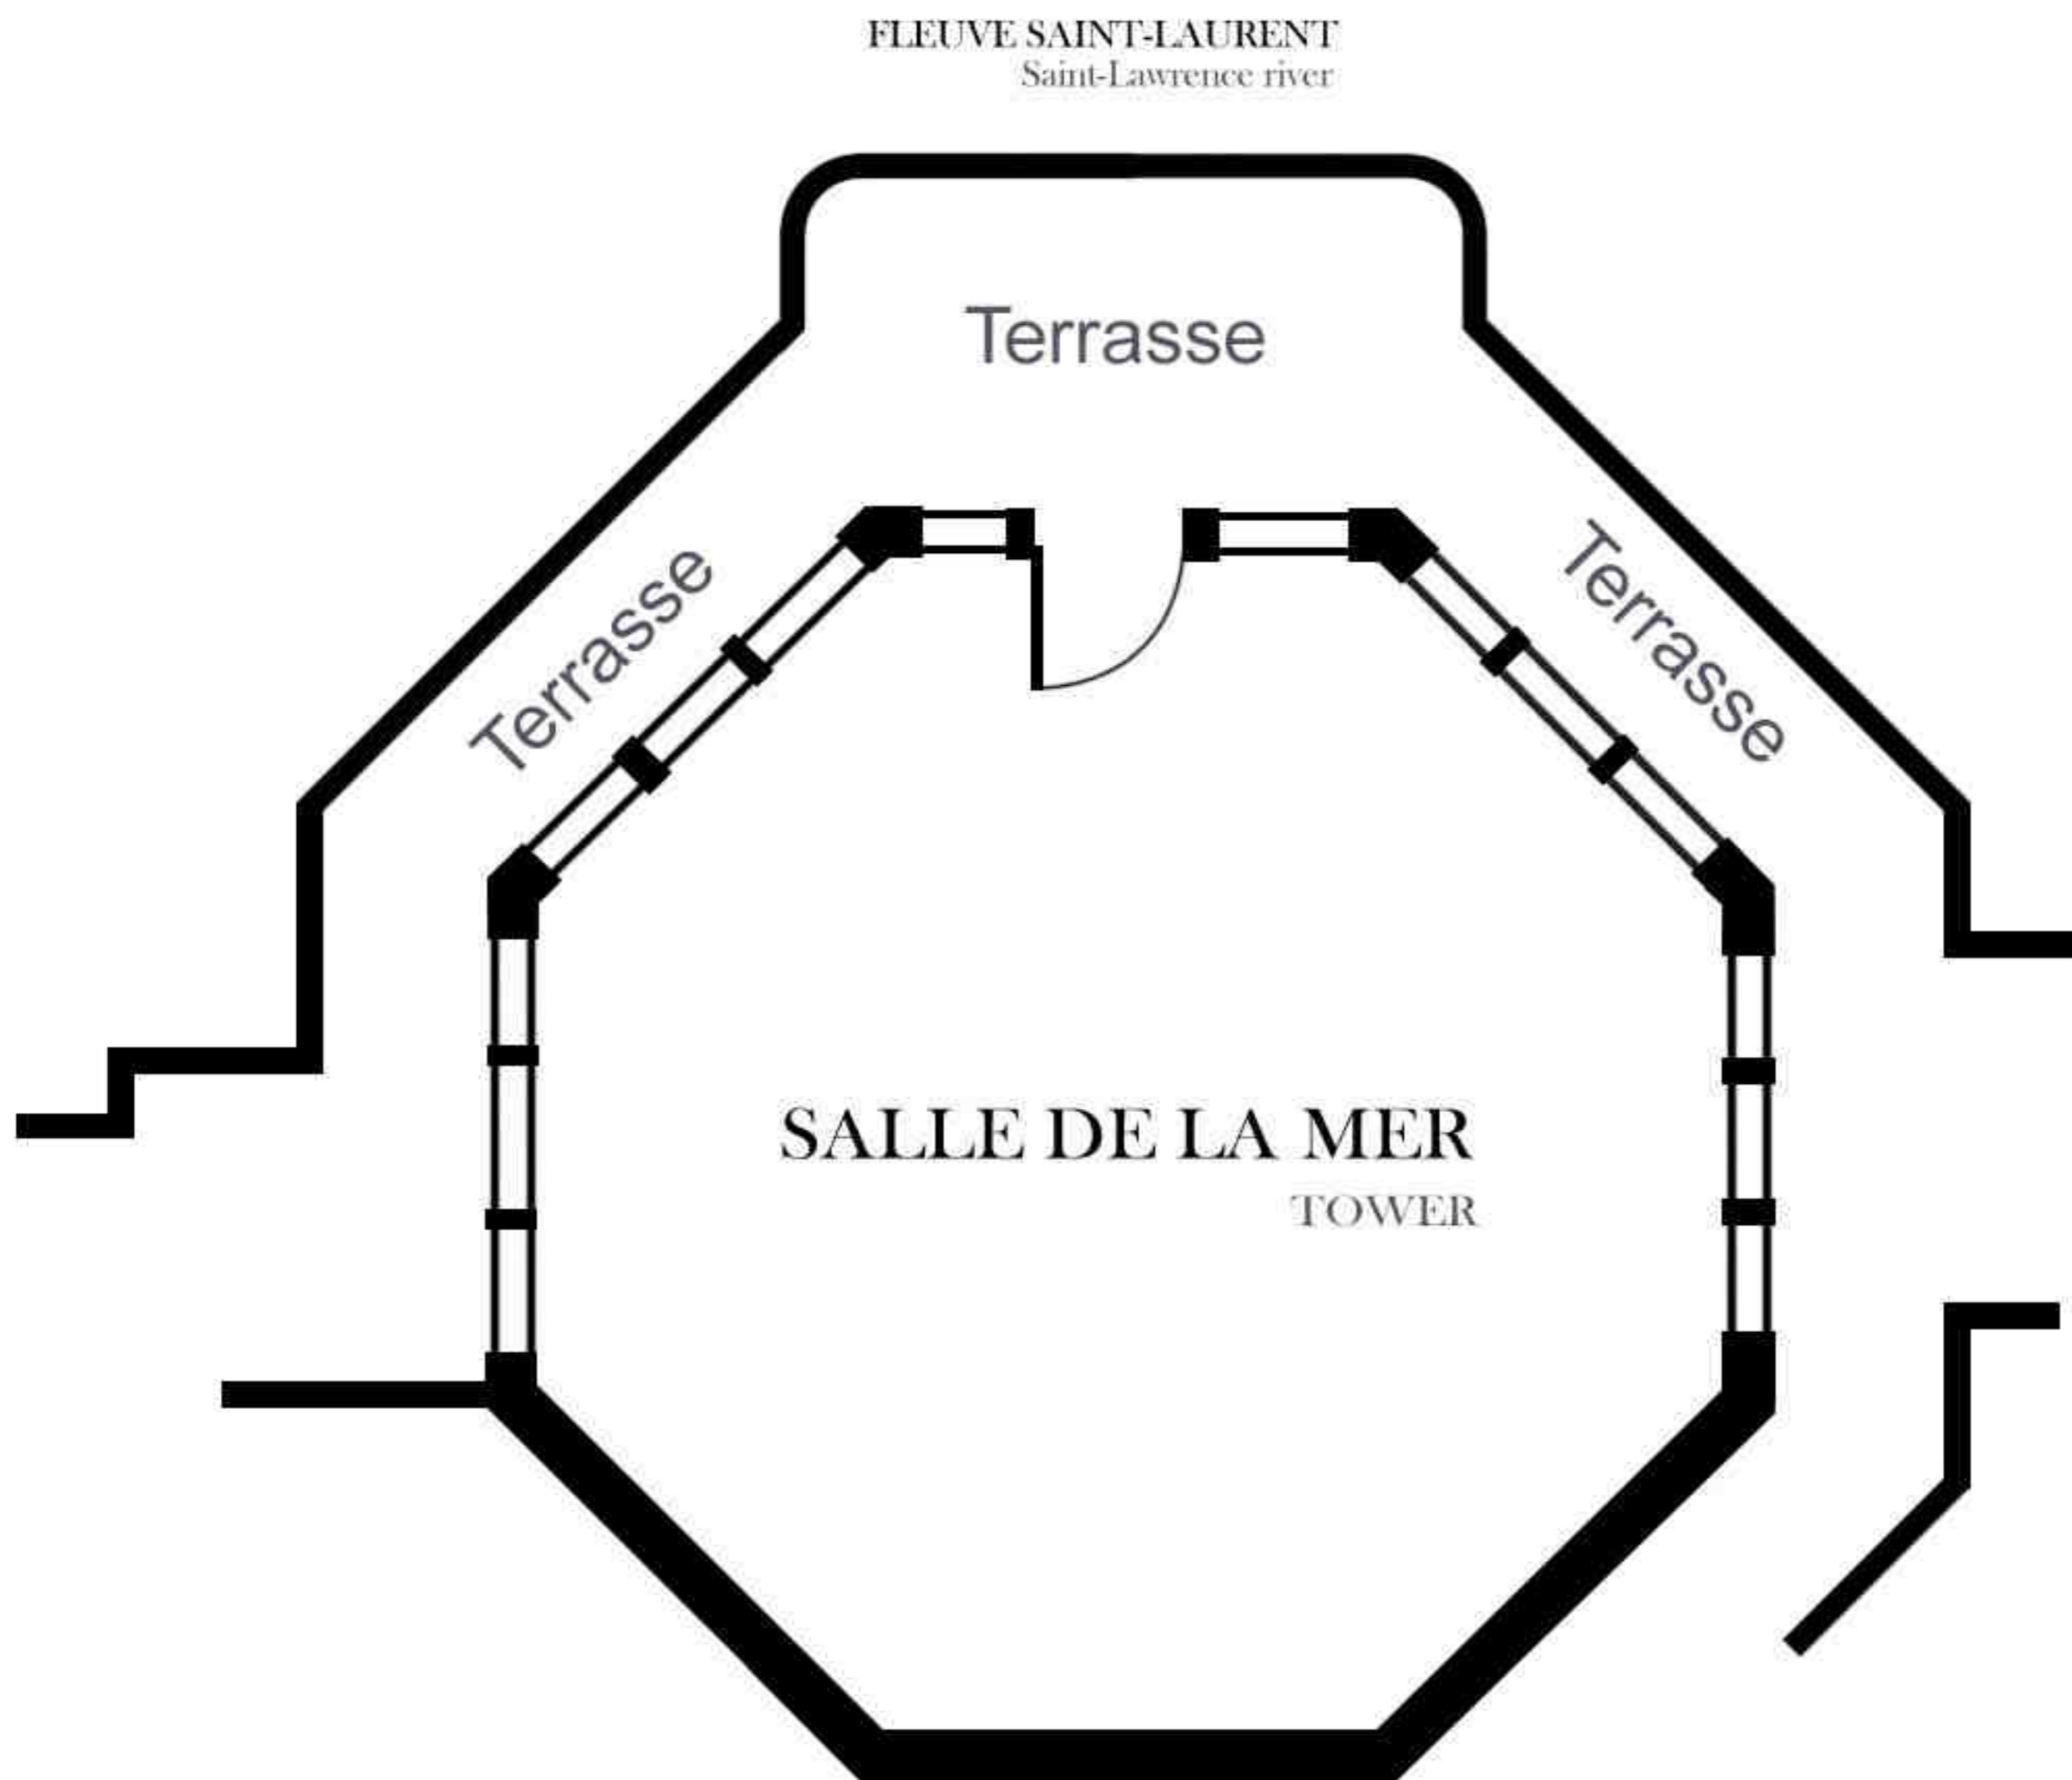 FLEUVE SAINT-LAURENT
Saint-Lawrence river
Terrasse
Terrasse
Terrasse
SALLE DE LA MER
TOWER